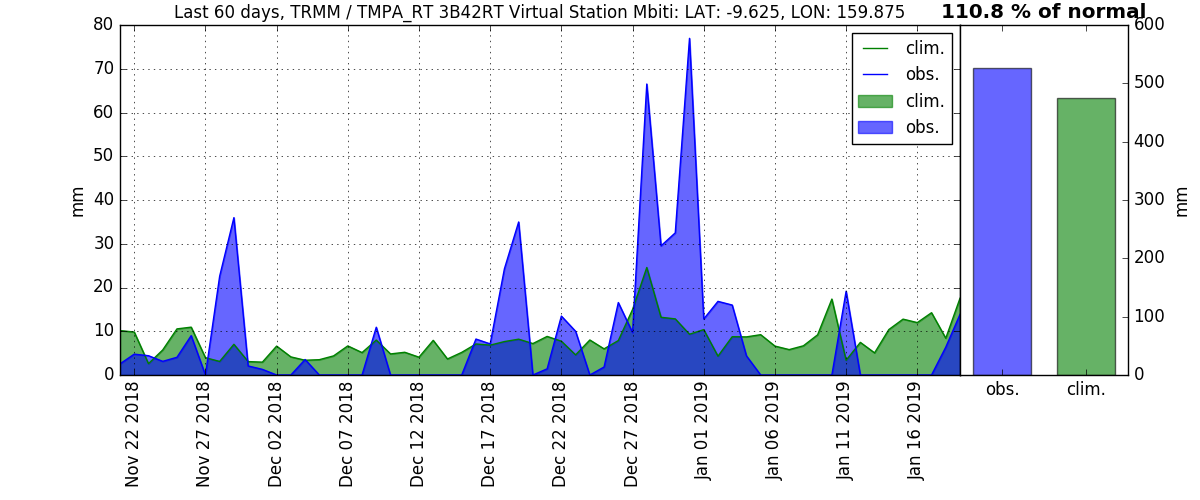 Last 60 days, TRMM / TMPA_RT 3B42RT Virtual Station Mbiti: LAT: -9.625, LON: 159.875
110.8 % of normal
80
70
60
50
40
30
20
10
0
mm
clim.
obs.
clim.
obs.
Nov 22 2018
Nov 27 2018
Dec 02 2018
Dec 07 2018
Dec 12 2018
Dec 17 2018
Dec 22 2018
Dec 27 2018
Jan 01 2019
Jan 06 2019
Jan 11 2019
Jan 16 2019
600
500
400
300
200
100
0
mm
obs.
clim.